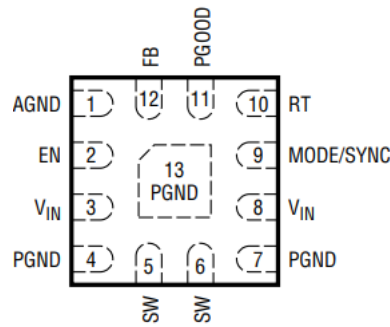 FB
PGOOD
AGND 1 12 11 10 RT
EN 2 9 MODE/SYNC
13
PGND
VIN 3 8 VIN
PGND 4 5 6 7 PGND
SW
SW